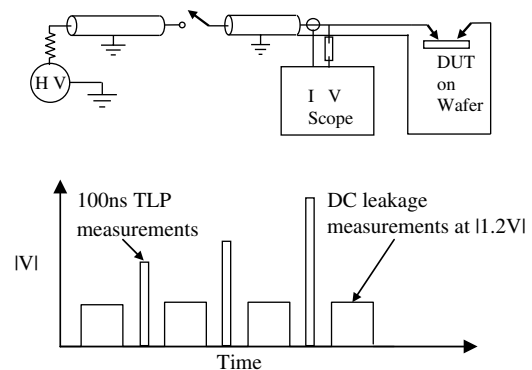 H V
I V
Scope
DUT
on
Wafer
100ns TLP
measurements
DC leakage
measurements at |1.2V|
|V|
Time